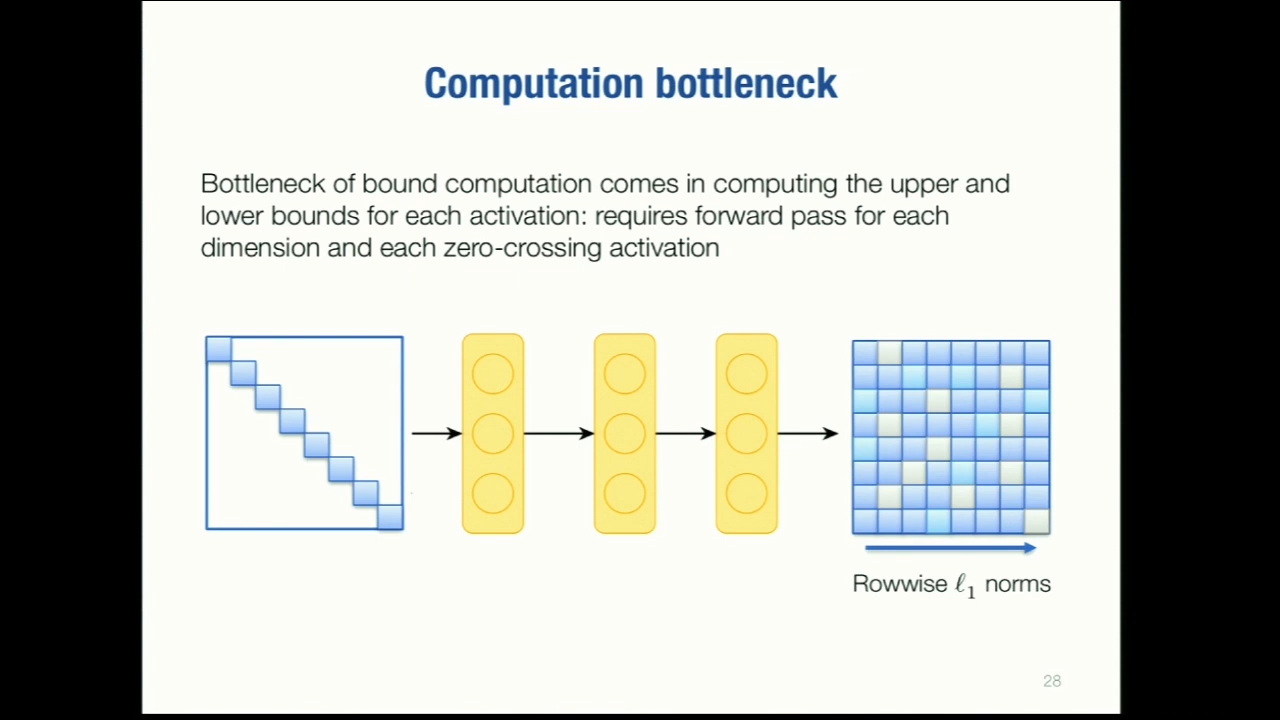 Computation bottleneck
Bottleneck of bound computation comes in computing the upper and
lower bounds for each activation: requires forward pass for each
dimension and each zero-crossing activation
Rowwise ℓ₁ norms
28